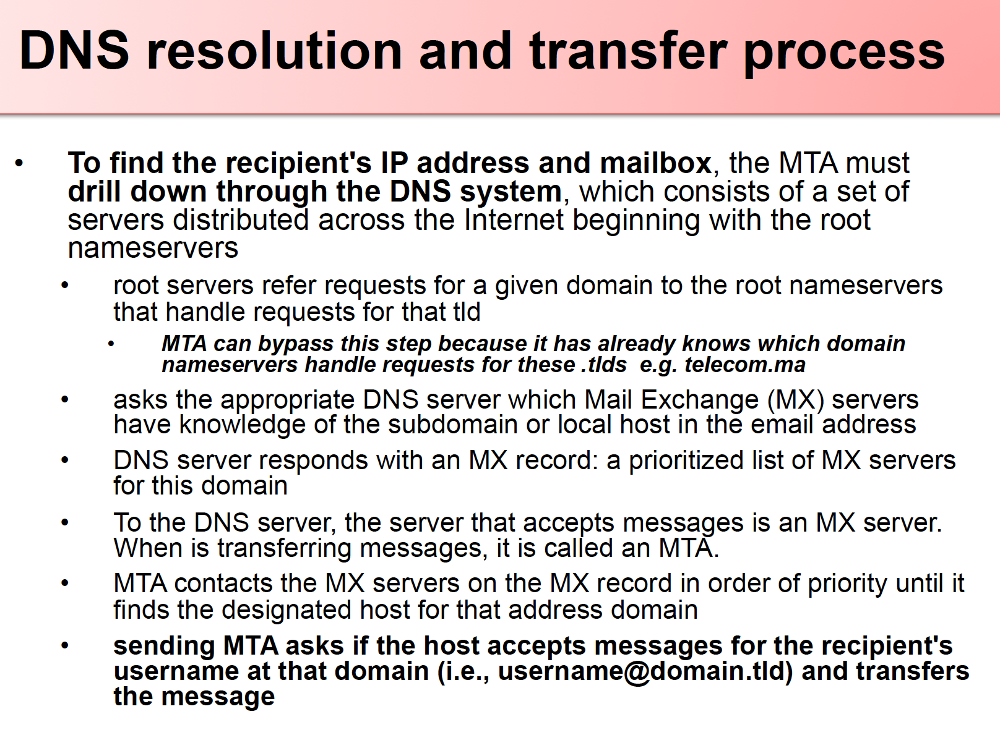 DNS resolution and transfer process
• To find the recipient's IP address and mailbox, the MTA must
drill down through the DNS system, which consists of a set of
servers distributed across the Internet beginning with the root
nameservers
• root servers refer requests for a given domain to the root nameservers
that handle requests for that tld
• MTA can bypass this step because it has already knows which domain
nameservers handle requests for these .tlds e.g. telecom.ma
• asks the appropriate DNS server which Mail Exchange (MX) servers
have knowledge of the subdomain or local host in the email address
• DNS server responds with an MX record: a prioritized list of MX servers
for this domain
• To the DNS server, the server that accepts messages is an MX server.
When is transferring messages, it is called an MTA.
• MTA contacts the MX servers on the MX record in order of priority until it
finds the designated host for that address domain
• sending MTA asks if the host accepts messages for the recipient's
username at that domain (i.e., username@domain.tld) and transfers
the message